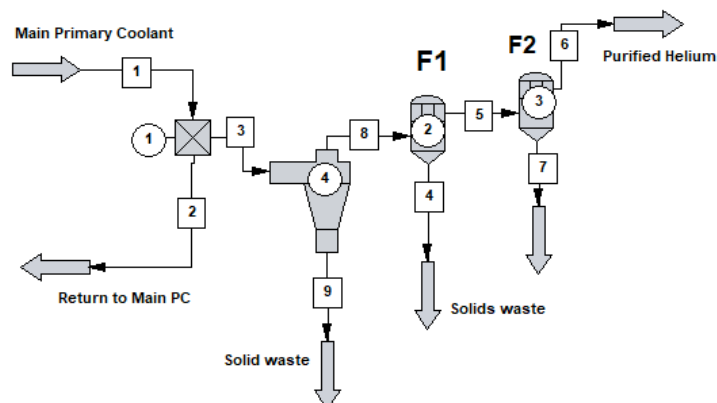 Main Primary Coolant
1
1
3
2
Return to Main PC
4
8
9
Solid waste
F1
2
4
Solids waste
5
F2
3
6
Purified Helium
7